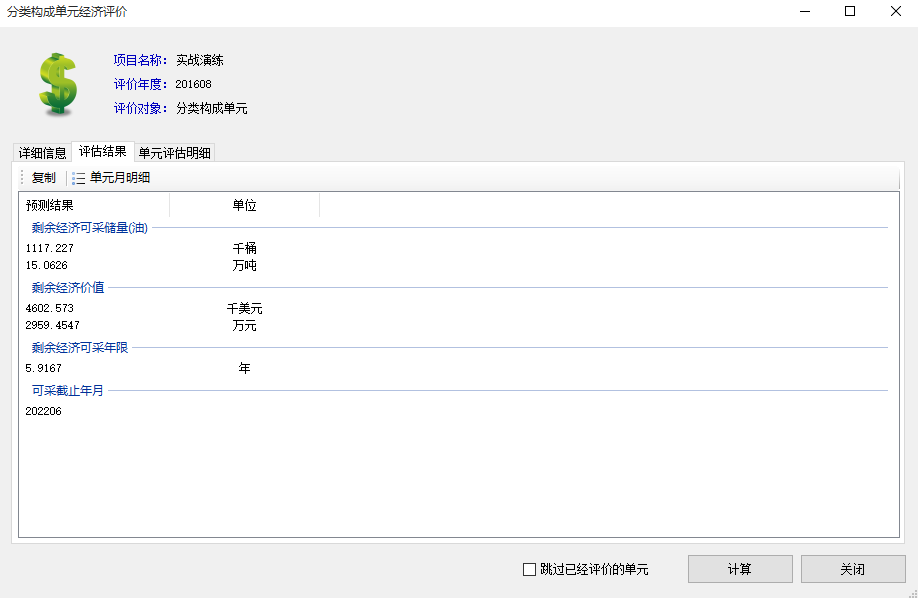 分类构成单元经济评价
项目名称： 实战演练
评价年度： 201608
评价对象： 分类构成单元
详细信息 评估结果 单元评估明细
复制 单元月明细
预测结果 单位
剩余经济可采储量(油)
1117.227 千桶
15.0626 万吨
剩余经济价值
4602.573 千美元
2959.4547 万元
剩余经济可采年限
5.9167 年
可采截止年月
202206
跳过已经评价的单元 计算 关闭